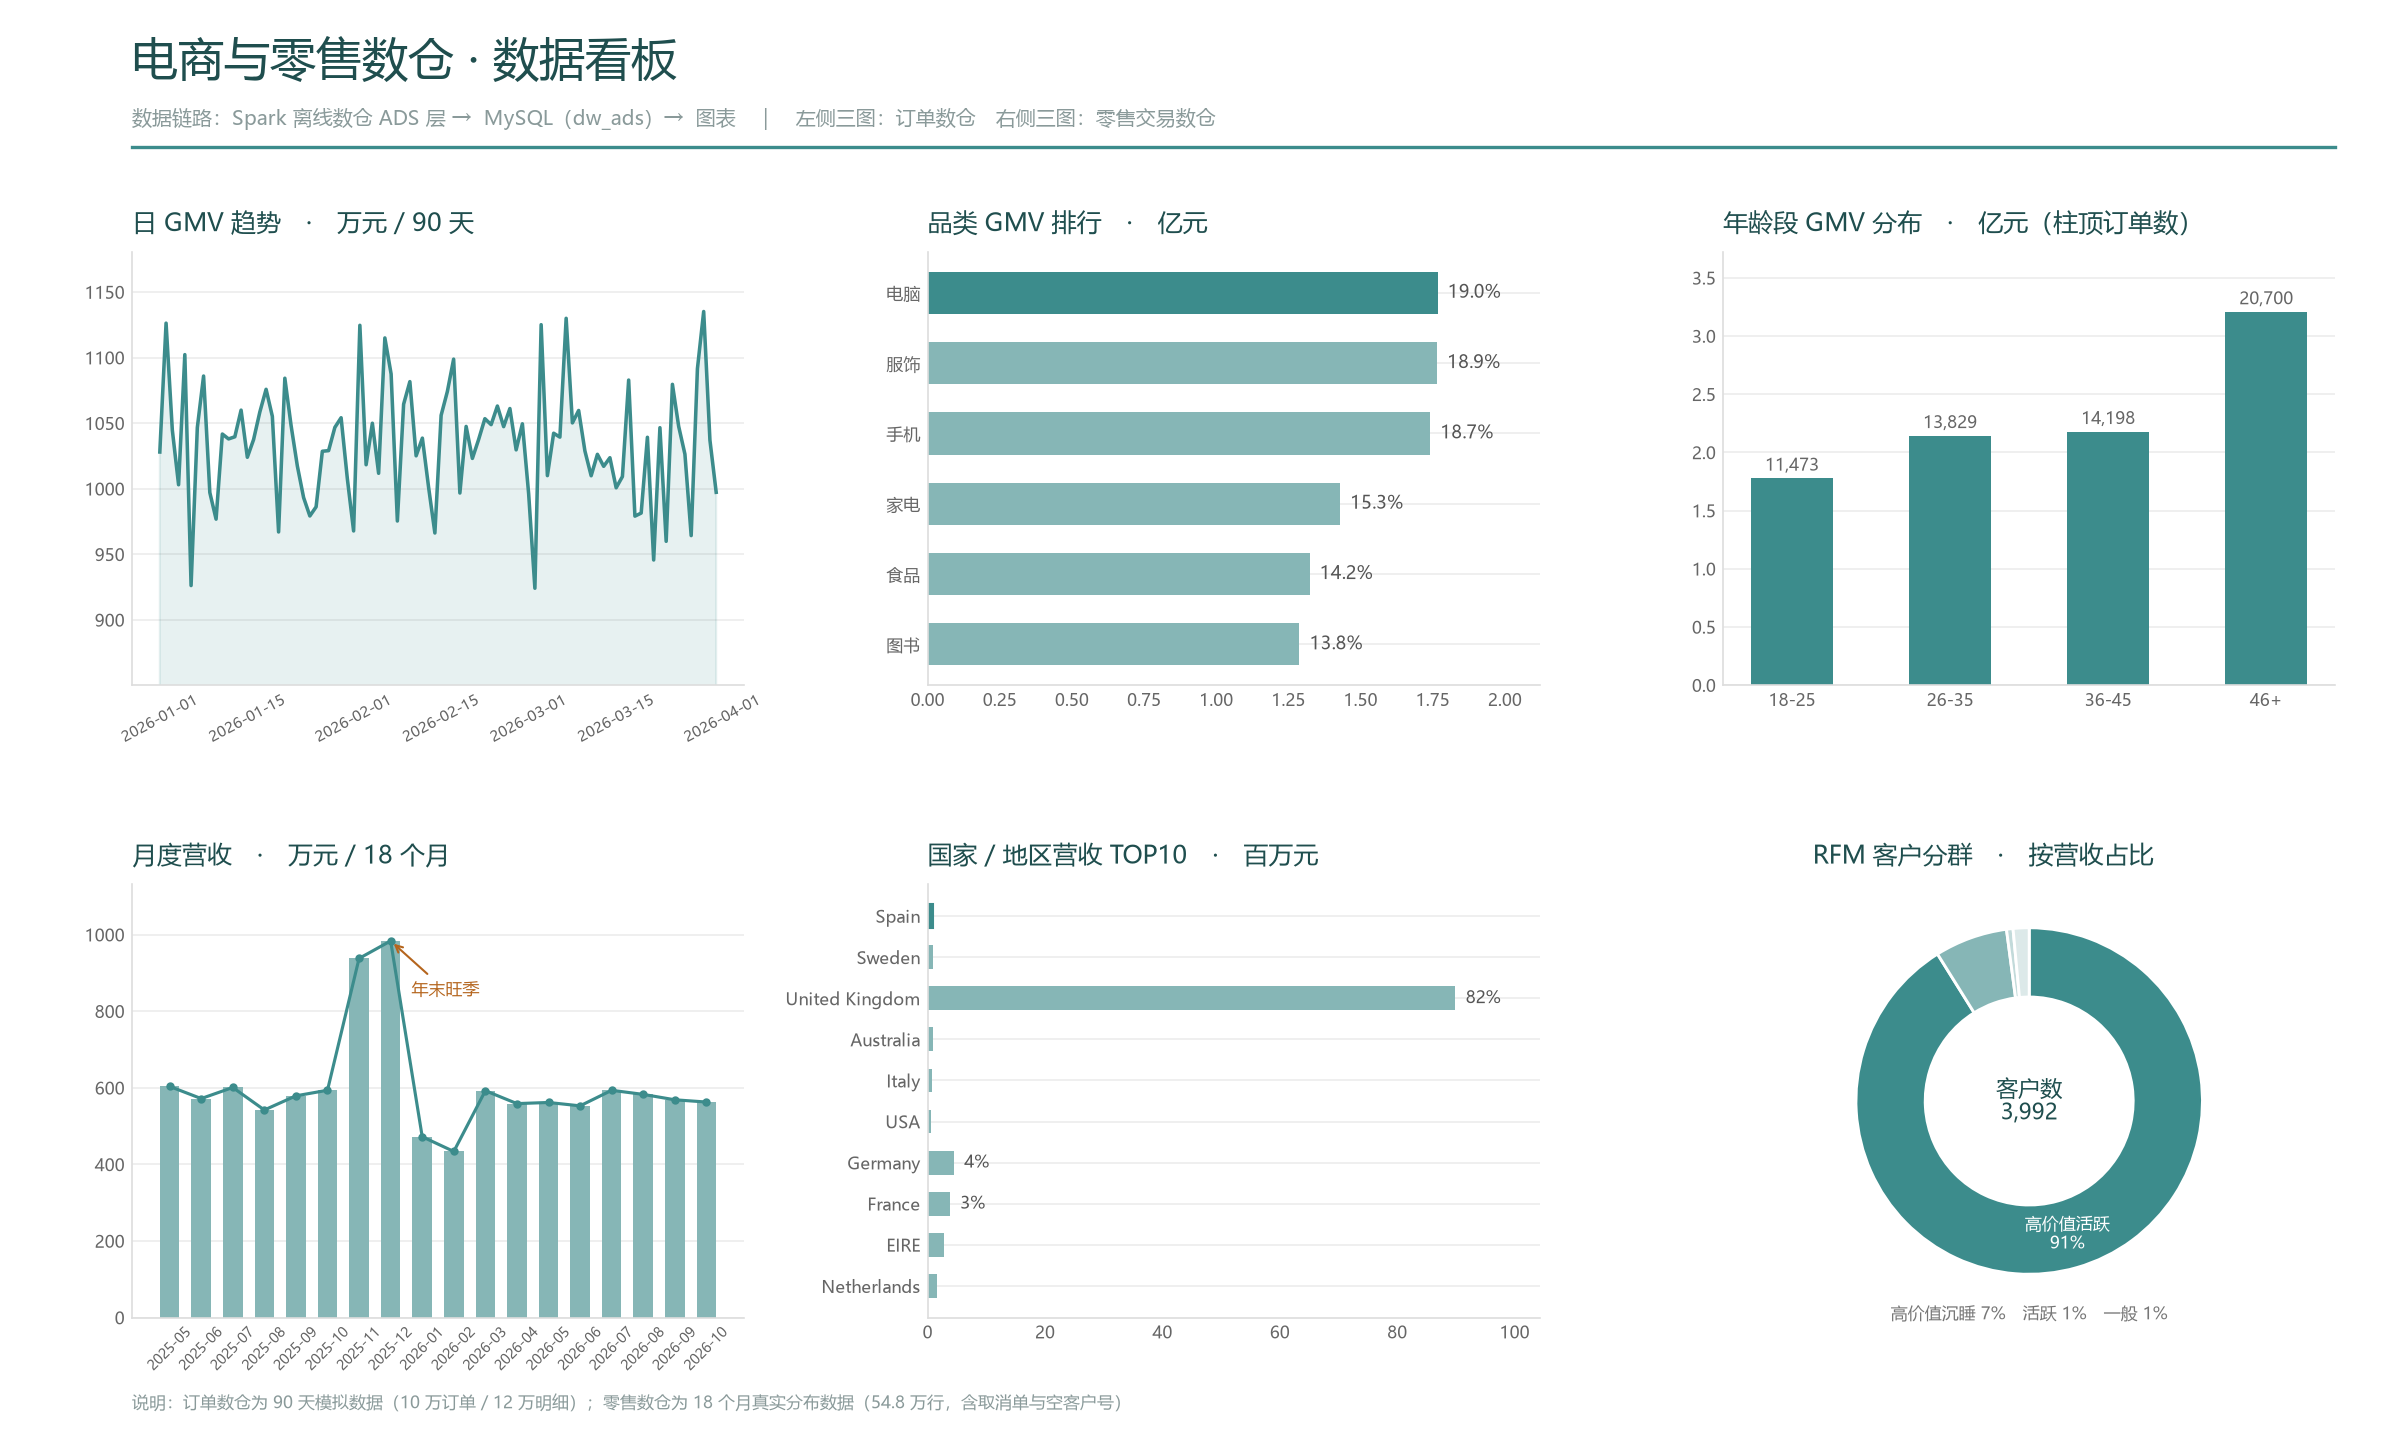 电商与零售数仓 · 数据看板
数据链路：Spark 离线数仓 ADS 层 → MySQL（dw_ads）→ 图表 | 左侧三图：订单数仓 右侧三图：零售交易数仓
日 GMV 趋势 · 万元 / 90 天
1150
1100
1050
1000
950
900
2026-01-01 2026-01-15 2026-02-01 2026-02-15 2026-03-01 2026-03-15 2026-04-01
品类 GMV 排行 · 亿元
电脑 19.0%
服饰 18.9%
手机 18.7%
家电 15.3%
食品 14.2%
图书 13.8%
0.00 0.25 0.50 0.75 1.00 1.25 1.50 1.75 2.00
年龄段 GMV 分布 · 亿元（柱顶订单数）
3.5
3.0
2.5
2.0
1.5
1.0
0.5
0.0
11,473 13,829 14,198 20,700
18-25 26-35 36-45 46+
月度营收 · 万元 / 18 个月
1000
800
600
400
200
0
年末旺季
2025-05 2025-06 2025-07 2025-08 2025-09 2025-10 2025-11 2025-12 2026-01 2026-02 2026-03 2026-04 2026-05 2026-06 2026-07 2026-08 2026-09 2026-10
国家 / 地区营收 TOP10 · 百万元
Spain
Sweden
United Kingdom 82%
Australia
Italy
USA
Germany 4%
France 3%
EIRE
Netherlands
0 20 40 60 80 100
RFM 客户分群 · 按营收占比
客户数
3,992
高价值活跃
91%
高价值沉睡 7% 活跃 1% 一般 1%
说明：订单数仓为 90 天模拟数据（10 万订单 / 12 万明细）；零售数仓为 18 个月真实分布数据（54.8 万行，含取消单与空客户号）